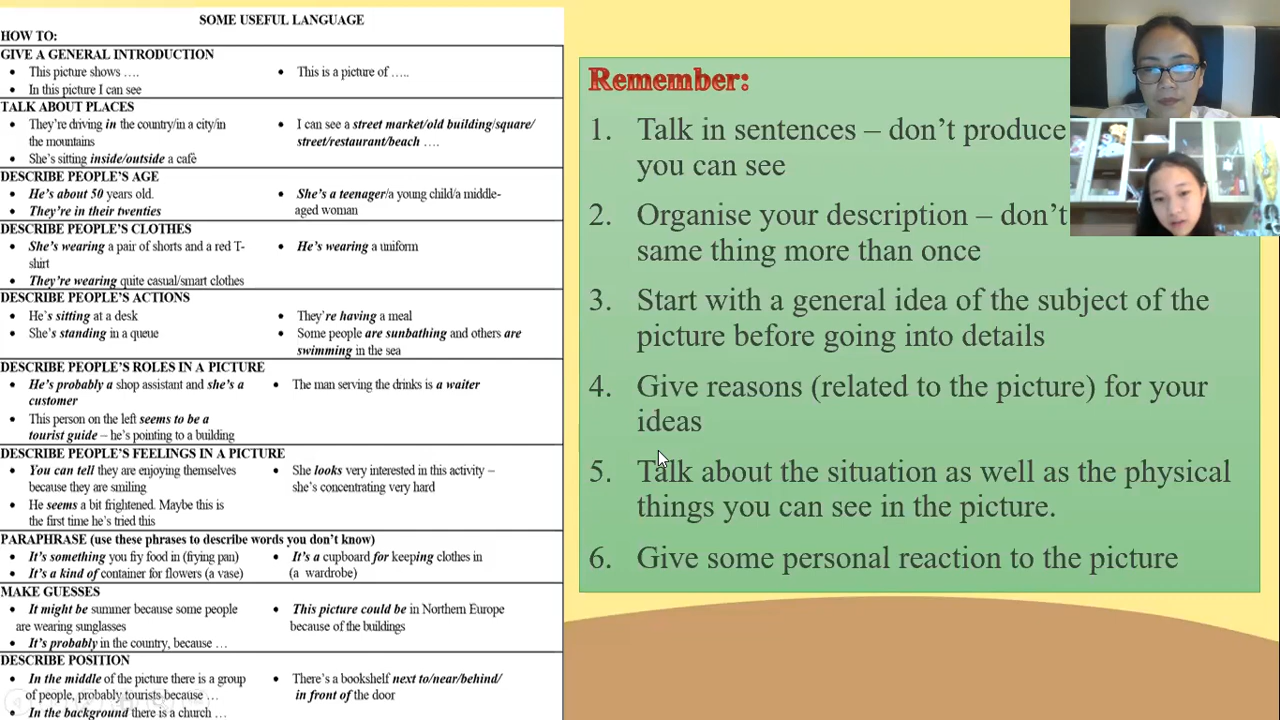 SOME USEFUL LANGUAGE
HOW TO:
GIVE A GENERAL INTRODUCTION
• This picture shows ….
• In this picture I can see
• This is a picture of …..
TALK ABOUT PLACES
• They’re driving in the country/in a city/in
the mountains
• She’s sitting inside/outside a café
• I can see a street market/old building/square/
street/restaurant/beach ….
DESCRIBE PEOPLE’S AGE
• He’s about 50 years old.
• They’re in their twenties
• She’s a teenager/a young child/a middle-
aged woman
DESCRIBE PEOPLE’S CLOTHES
• She’s wearing a pair of shorts and a red T-
shirt
• They’re wearing quite casual/smart clothes
• He’s wearing a uniform
DESCRIBE PEOPLE’S ACTIONS
• He’s sitting at a desk
• She’s standing in a queue
• They’re having a meal
• Some people are sunbathing and others are
swimming in the sea
DESCRIBE PEOPLE’S ROLES IN A PICTURE
• He’s probably a shop assistant and she’s a
customer
• This person on the left seems to be a
tourist guide – he’s pointing to a building
• The man serving the drinks is a waiter
DESCRIBE PEOPLE’S FEELINGS IN A PICTURE
• You can tell they are enjoying themselves
because they are smiling
• He seems a bit frightened. Maybe this is
the first time he’s tried this
• She looks very interested in this activity –
she’s concentrating very hard
PARAPHRASE (use these phrases to describe words you don’t know)
• It’s something you fry food in (frying pan)
• It’s a kind of container for flowers (a vase)
• It’s a cupboard for keeping clothes in
(a wardrobe)
MAKE GUESSES
• It might be summer because some people
are wearing sunglasses
• It’s probably in the country, because …
• This picture could be in Northern Europe
because of the buildings
DESCRIBE POSITION
• In the middle of the picture there is a group
of people, probably tourists because …
• In the background there is a church …
• There’s a bookshelf next to/near/behind/
in front of the door
Remember:
1. Talk in sentences – don’t produce
you can see
2. Organise your description – don’t
same thing more than once
3. Start with a general idea of the subject of the
picture before going into details
4. Give reasons (related to the picture) for your
ideas
5. Talk about the situation as well as the physical
things you can see in the picture.
6. Give some personal reaction to the picture